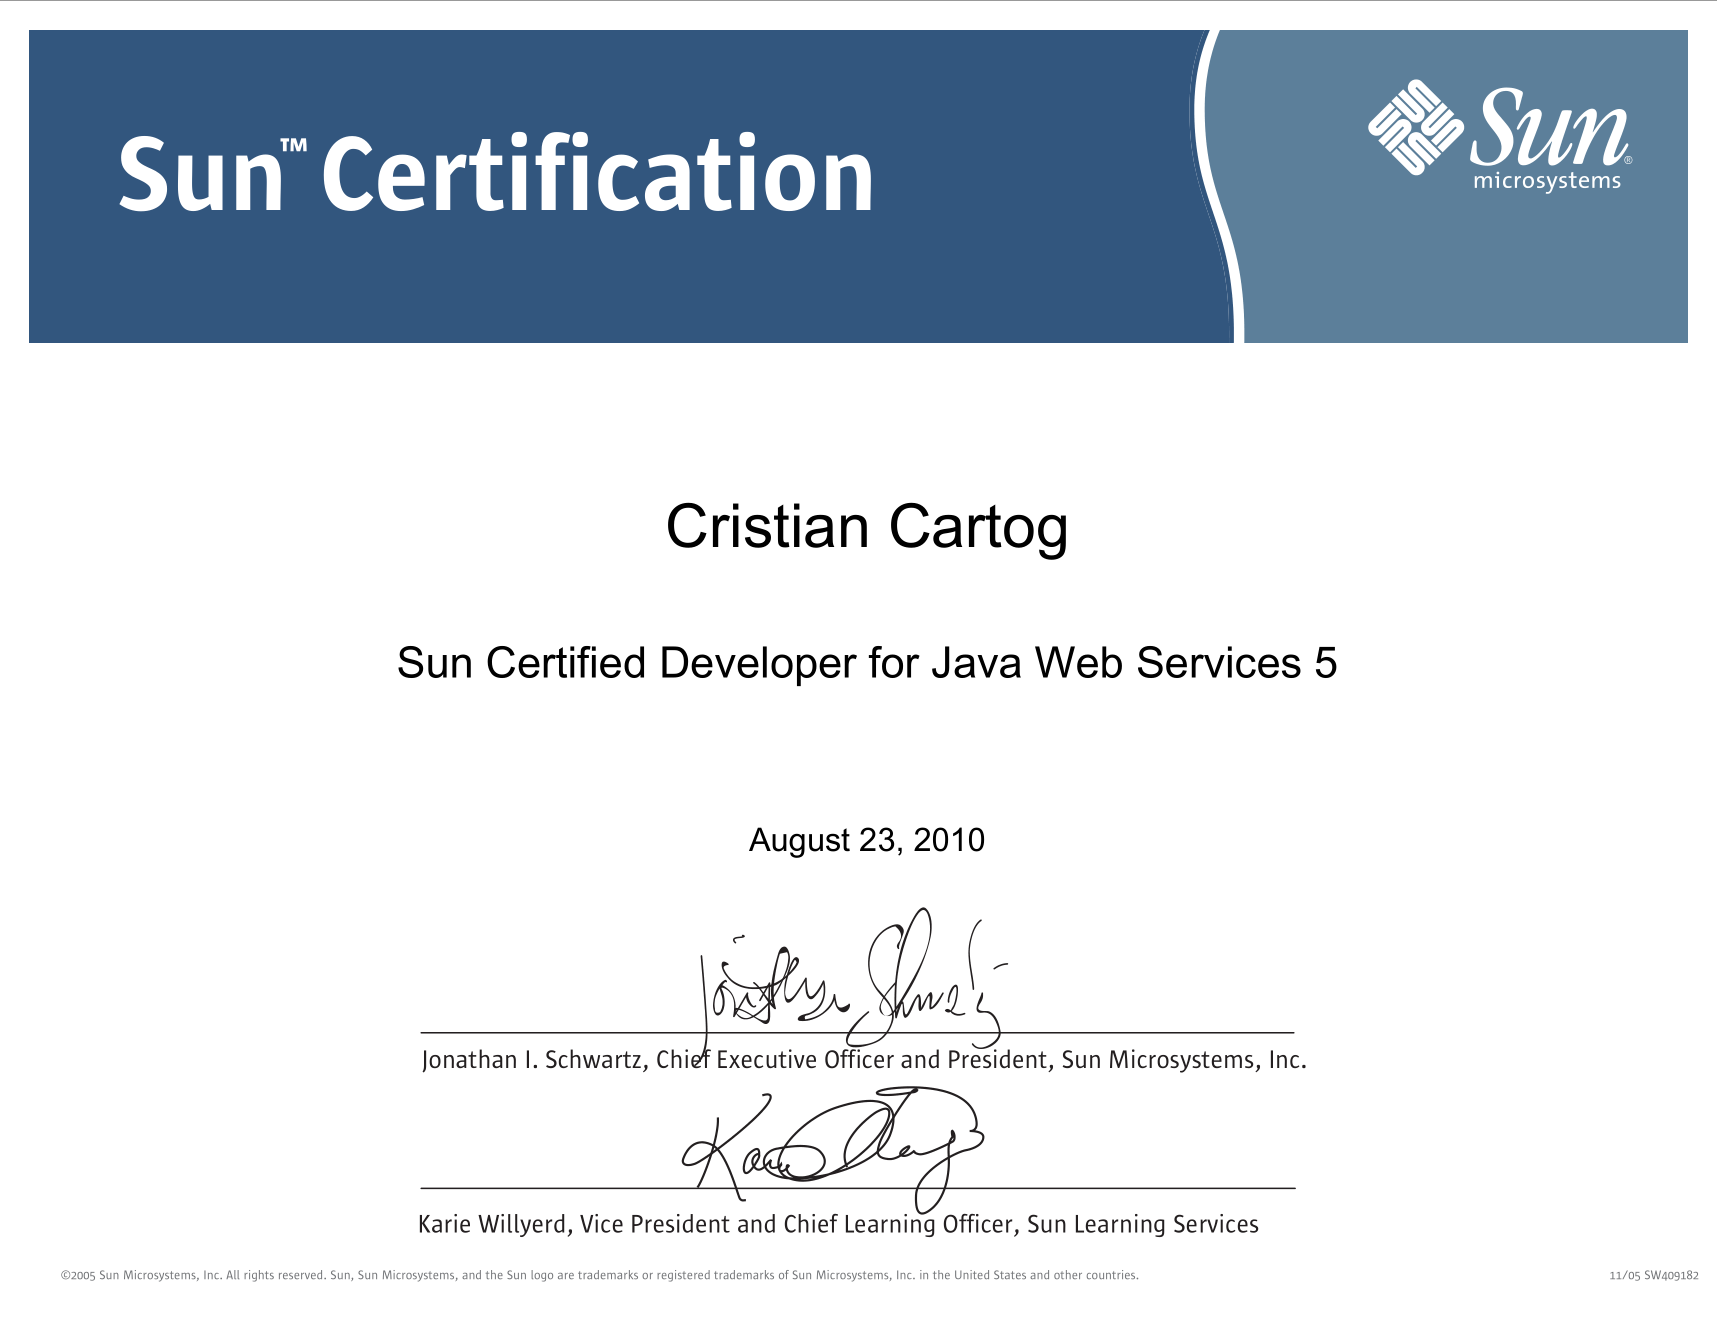 Sun™ Certification
Sun®
microsystems
Cristian Cartog
Sun Certified Developer for Java Web Services 5
August 23, 2010
Jonathan I. Schwartz, Chief Executive Officer and President, Sun Microsystems, Inc.
Karie Willyerd, Vice President and Chief Learning Officer, Sun Learning Services
©2005 Sun Microsystems, Inc. All rights reserved. Sun, Sun Microsystems, and the Sun logo are trademarks or registered trademarks of Sun Microsystems, Inc. in the United States and other countries.
11/05 SW409182